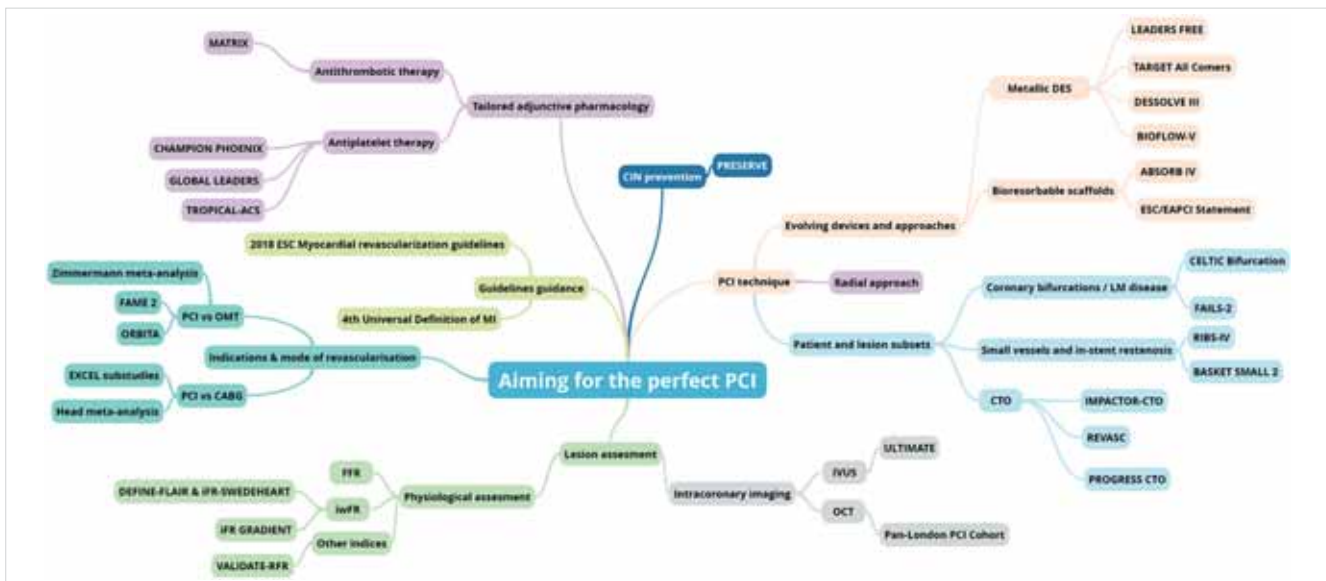 MATRIX
Antithrombotic therapy
Tailored adjunctive pharmacology
Antiplatelet therapy
CHAMPION PHOENIX
GLOBAL LEADERS
TROPICAL-ACS
CIN prevention
PRESERVE
LEADERS FREE
TARGET All Comers
Metallic DES
DESSOLVE III
BIOFLOW-V
ABSORB IV
Bioresorbable scaffolds
ESC/EAPCI Statement
Evolving devices and approaches
PCI technique
Radial approach
2018 ESC Myocardial revascularization guidelines
Guidelines guidance
4th Universal Definition of MI
Zimmermann meta-analysis
FAME 2
PCI vs OMT
ORBITA
Indications & mode of revascularisation
EXCEL substudies
PCI vs CABG
Head meta-analysis
Aiming for the perfect PCI
CELTIC Bifurcation
Coronary bifurcations / LM disease
FAILS-2
Patient and lesion subsets
Small vessels and in-stent restenosis
RIBS-IV
BASKET SMALL 2
CTO
IMPACTOR-CTO
REVASC
PROGRESS CTO
Lesion assesment
FFR
Physiological assesment
DEFINE-FLAIR & iFR-SWEDEHEART
iwFR
iFR GRADIENT
Other indices
VALIDATE-RFR
Intracoronary imaging
IVUS
ULTIMATE
OCT
Pan-London PCI Cohort